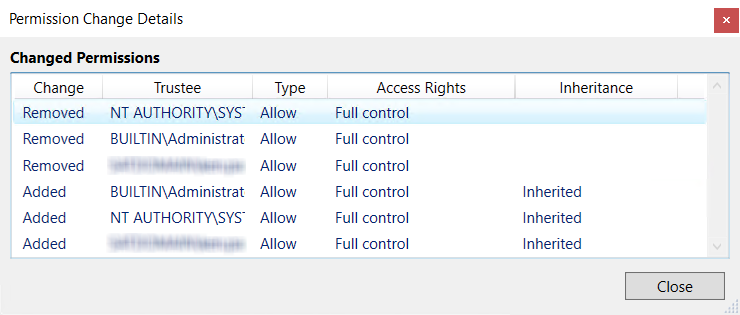 Permission Change Details
Changed Permissions
Change Trustee Type Access Rights Inheritance
Removed NT AUTHORITY\SYST Allow Full control
Removed BUILTIN\Administrat Allow Full control
Removed Allow Full control
Added BUILTIN\Administrat Allow Full control Inherited
Added NT AUTHORITY\SYST Allow Full control Inherited
Added Allow Full control Inherited
Close